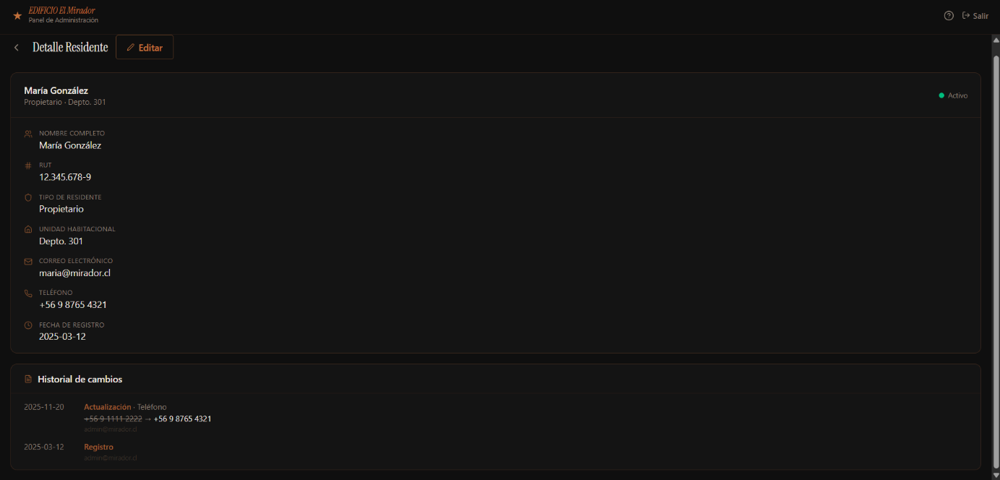 EDIFICIO El Mirador
Panel de Administración
Salir
Detalle Residente
Editar
María González
Propietario · Depto. 301
Activo
NOMBRE COMPLETO
María González
RUT
12.345.678-9
TIPO DE RESIDENTE
Propietario
UNIDAD HABITACIONAL
Depto. 301
CORREO ELECTRÓNICO
maria@mirador.cl
TELÉFONO
+56 9 8765 4321
FECHA DE REGISTRO
2025-03-12
Historial de cambios
2025-11-20 Actualización · Teléfono
+56 9 1111 2222 → +56 9 8765 4321
admin@mirador.cl
2025-03-12 Registro
admin@mirador.cl